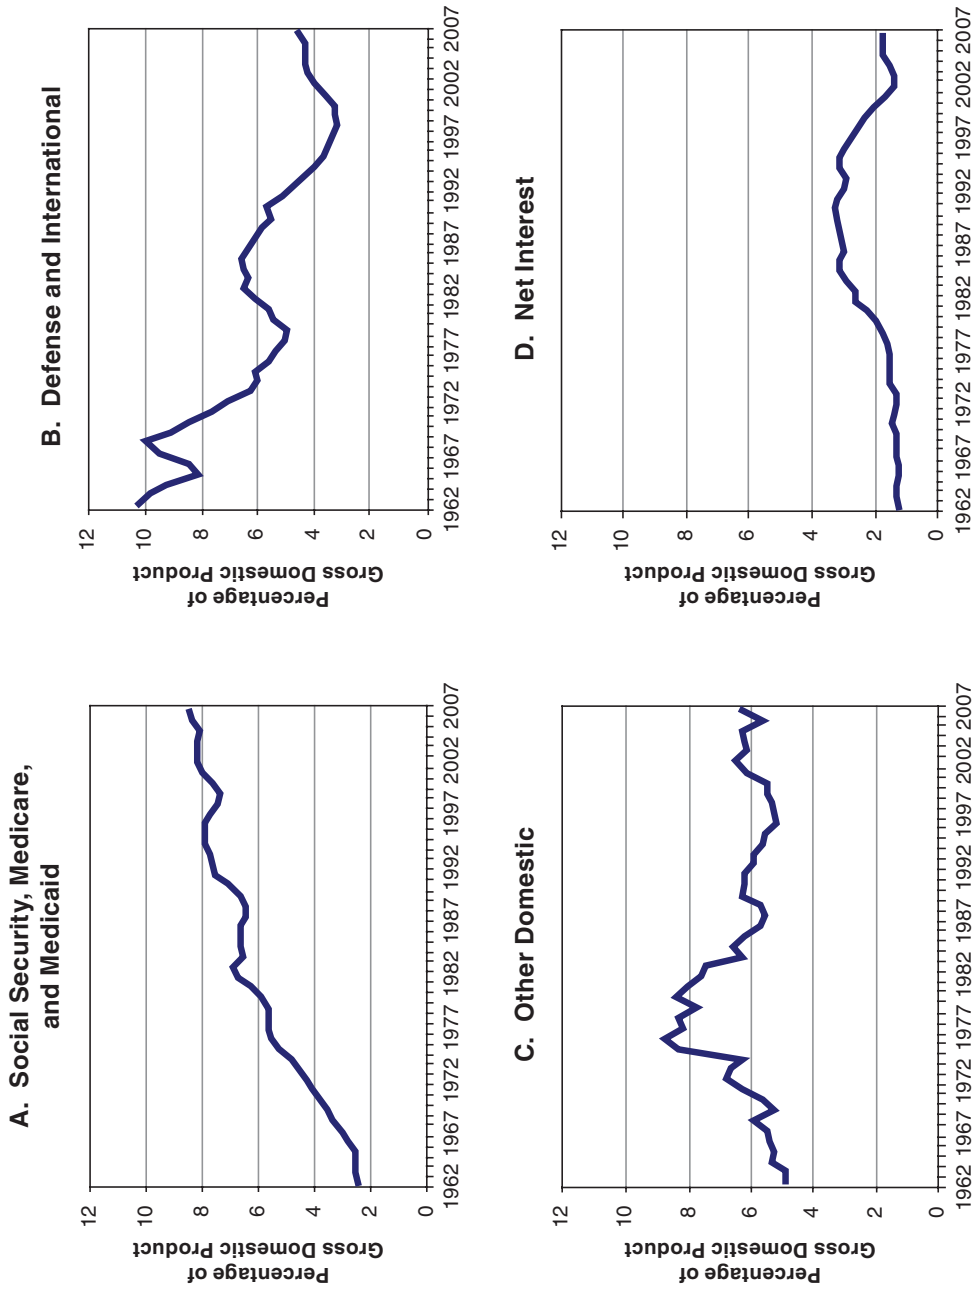 A. Social Security, Medicare,
and Medicaid
Percentage of
Gross Domestic Product
12
10
8
6
4
2
0
1962 1967 1972 1977 1982 1987 1992 1997 2002 2007
B. Defense and International
Percentage of
Gross Domestic Product
12
10
8
6
4
2
0
1962 1967 1972 1977 1982 1987 1992 1997 2002 2007
C. Other Domestic
Percentage of
Gross Domestic Product
12
10
8
6
4
2
0
1962 1967 1972 1977 1982 1987 1992 1997 2002 2007
D. Net Interest
Percentage of
Gross Domestic Product
12
10
8
6
4
2
0
1962 1967 1972 1977 1982 1987 1992 1997 2002 2007